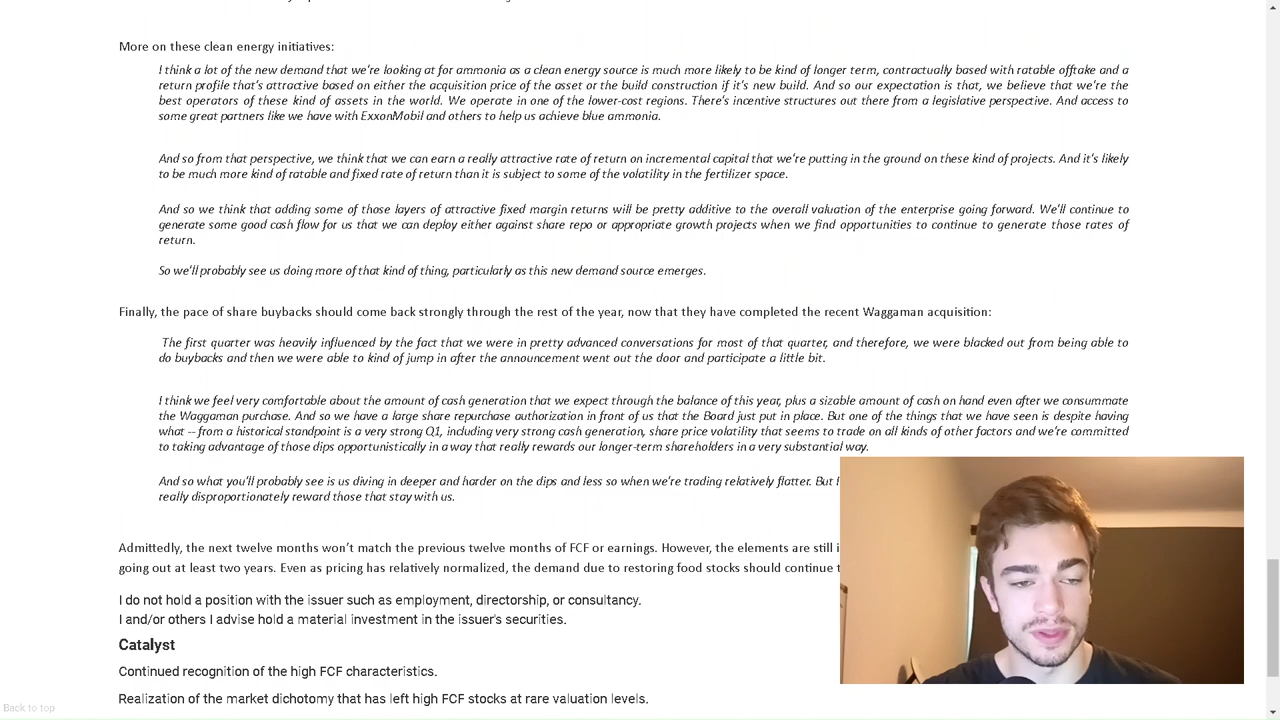 More on these clean energy initiatives:
I think a lot of the new demand that we're looking at for ammonia as a clean energy source is much more likely to be kind of longer term, contractually based with ratable offtake and a
return profile that's attractive based on either the acquisition price of the asset or the build construction if it's new build. And so our expectation is that, we believe that we're the
best operators of these kind of assets in the world. We operate in one of the lower-cost regions. There's incentive structures out there from a legislative perspective. And access to
some great partners like we have with ExxonMobil and others to help us achieve blue ammonia.
And so from that perspective, we think that we can earn a really attractive rate of return on incremental capital that we're putting in the ground on these kind of projects. And it's likely
to be much more kind of ratable and fixed rate of return than it is subject to some of the volatility in the fertilizer space.
And so we think that adding some of those layers of attractive fixed margin returns will be pretty additive to the overall valuation of the enterprise going forward. We'll continue to
generate some good cash flow for us that we can deploy either against share repo or appropriate growth projects when we find opportunities to continue to generate those rates of
return.
So we'll probably see us doing more of that kind of thing, particularly as this new demand source emerges.
Finally, the pace of share buybacks should come back strongly through the rest of the year, now that they have completed the recent Waggaman acquisition:
The first quarter was heavily influenced by the fact that we were in pretty advanced conversations for most of that quarter, and therefore, we were blacked out from being able to
do buybacks and then we were able to kind of jump in after the announcement went out the door and participate a little bit.
I think we feel very comfortable about the amount of cash generation that we expect through the balance of this year, plus a sizable amount of cash on hand even after we consummate
the Waggaman purchase. And so we have a large share repurchase authorization in front of us that the Board just put in place. But one of the things that we have seen is despite having
what -- from a historical standpoint is a very strong Q1, including very strong cash generation, share price volatility that seems to trade on all kinds of other factors and we're committed
to taking advantage of those dips opportunistically in a way that really rewards our longer-term shareholders in a very substantial way.
And so what you'll probably see is us diving in deeper and harder on the dips and less so when we're trading relatively flatter. But
really disproportionately reward those that stay with us.
Admittedly, the next twelve months won't match the previous twelve months of FCF or earnings. However, the elements are still
going out at least two years. Even as pricing has relatively normalized, the demand due to restoring food stocks should continue
I do not hold a position with the issuer such as employment, directorship, or consultancy.
I and/or others I advise hold a material investment in the issuer's securities.
Catalyst
Continued recognition of the high FCF characteristics.
Realization of the market dichotomy that has left high FCF stocks at rare valuation levels.
Back to top